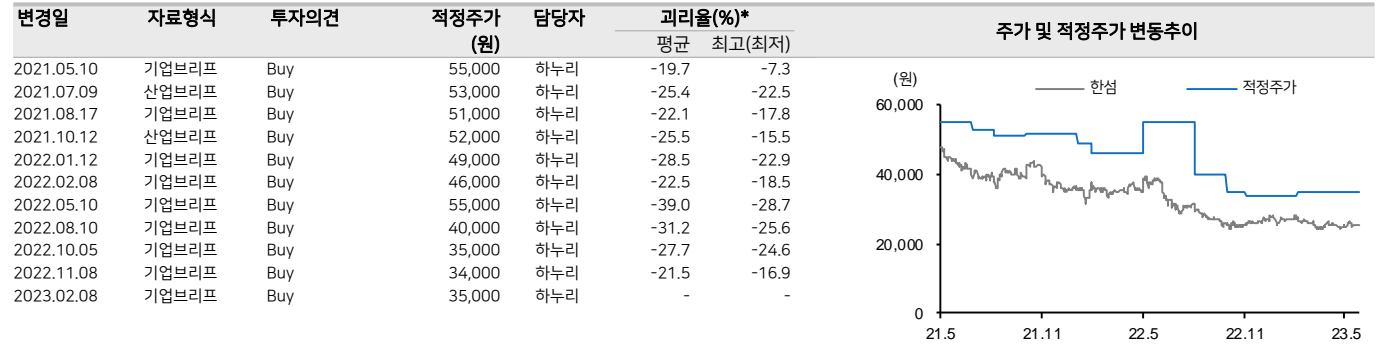 변경일 자료형식 투자의견 적정주가 담당자 괴리율(%)* 주가 및 적정주가 변동추이
(원) 평균 최고(최저)
2021.05.10 기업브리프 Buy 55,000 하누리 -19.7 -7.3
2021.07.09 산업브리프 Buy 53,000 하누리 -25.4 -22.5
2021.08.17 기업브리프 Buy 51,000 하누리 -22.1 -17.8
2021.10.12 산업브리프 Buy 52,000 하누리 -25.5 -15.5
2022.01.12 기업브리프 Buy 49,000 하누리 -28.5 -22.9
2022.02.08 기업브리프 Buy 46,000 하누리 -22.5 -18.5
2022.05.10 기업브리프 Buy 55,000 하누리 -39.0 -28.7
2022.08.10 기업브리프 Buy 40,000 하누리 -31.2 -25.6
2022.10.05 기업브리프 Buy 35,000 하누리 -27.7 -24.6
2022.11.08 기업브리프 Buy 34,000 하누리 -21.5 -16.9
2023.02.08 기업브리프 Buy 35,000 하누리 - -
(원) 한섬 적정주가
60,000
40,000
20,000
0
21.5 21.11 22.5 22.11 23.5